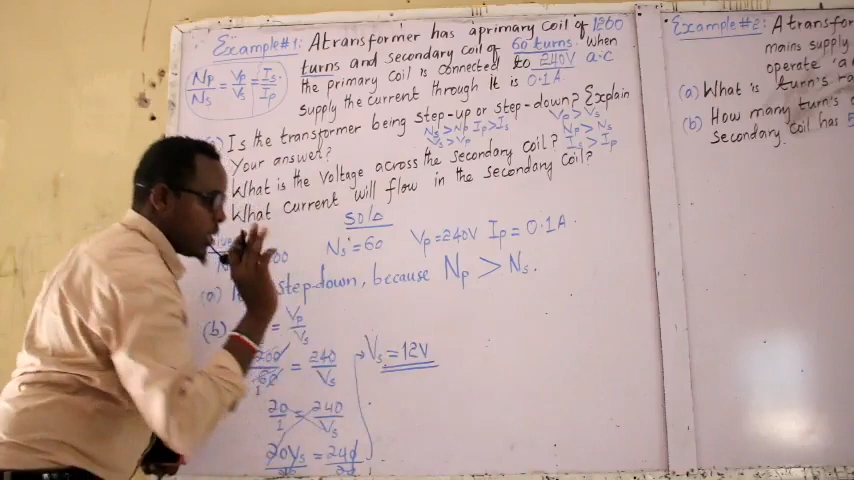 Example#1: A transformer has a primary coil of 1200
turns and secondary coil of 60 turns. When
the primary coil is connected to 240V a.c
supply the current through it is 0.1A
Np/Ns = Vp/Vs = Is/Ip
Is the transformer being step-up or step-down? Explain
Your answer?
Ns > Np Ip > Is
Vs > Vp
Vp > Vs
Np > Ns
Is > Ip
What is the voltage across the secondary coil?
What current will flow in the secondary coil?
Soln
Ns = 60 Vp = 240V Ip = 0.1A
(a) step-down, because Np > Ns.
(b) = Vp/Vs
= 240/Vs
20/1 = 240/Vs
20Vs/20 = 240/20
Vs = 12V
Example #2: A
mains supply
operate
(a) What is turn's
(b) How many turn's
secondary coil has